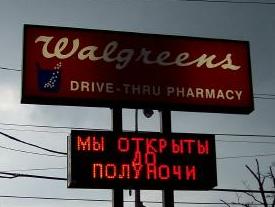 Walgreens
DRIVE-THRU PHARMACY
МЫ ОТКРЫТЫ
ДО
ПОЛУНОЧИ